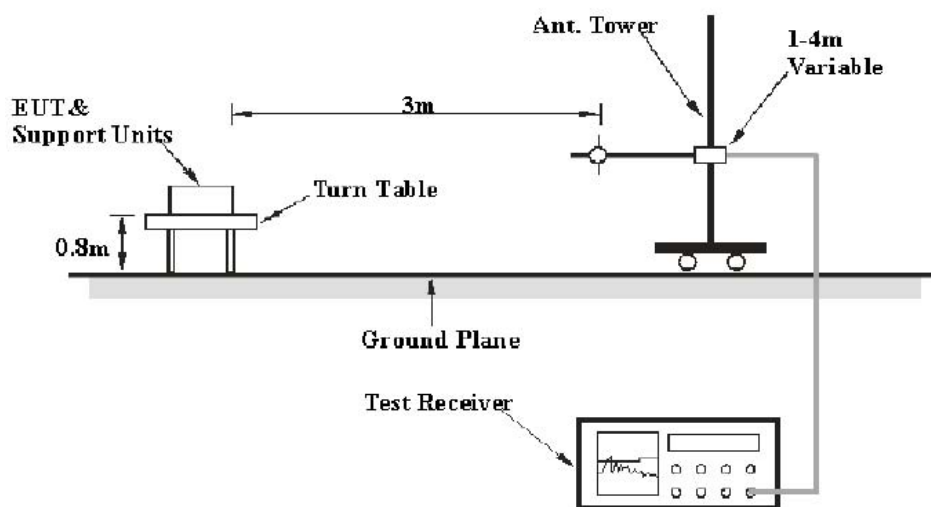 Ant. Tower
1-4m
Variable
EUT &
Support Units
3m
Turn Table
0.8m
Ground Plane
Test Receiver